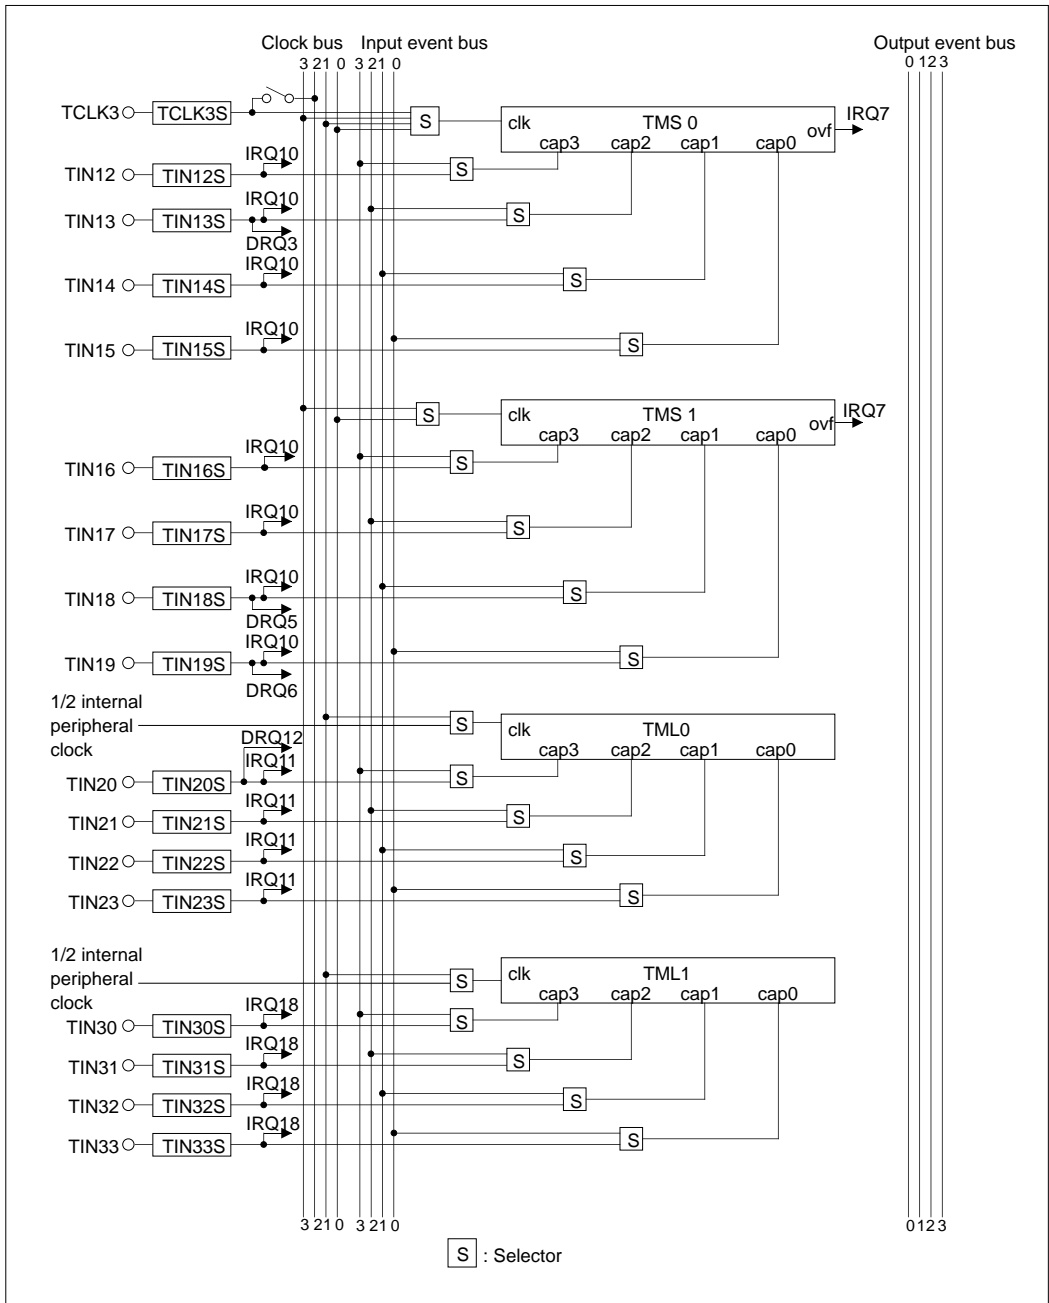 Clock bus Input event bus Output event bus
3 2 1 0 3 2 1 0 0 1 2 3
TCLK3 TCLK3S S clk TMS 0 ovf IRQ7
cap3 cap2 cap1 cap0
IRQ10
TIN12 TIN12S S
IRQ10
TIN13 TIN13S S
DRQ3
IRQ10
TIN14 TIN14S S
IRQ10
TIN15 TIN15S S
S clk TMS 1 ovf IRQ7
cap3 cap2 cap1 cap0
IRQ10
TIN16 TIN16S S
IRQ10
TIN17 TIN17S S
IRQ10
TIN18 TIN18S S
DRQ5
IRQ10
TIN19 TIN19S S
DRQ6
1/2 internal
peripheral
clock
S clk TML0
cap3 cap2 cap1 cap0
DRQ12
IRQ11
TIN20 TIN20S S
IRQ11
TIN21 TIN21S S
IRQ11
TIN22 TIN22S S
IRQ11
TIN23 TIN23S S
1/2 internal
peripheral
clock
S clk TML1
cap3 cap2 cap1 cap0
IRQ18
TIN30 TIN30S S
IRQ18
TIN31 TIN31S S
IRQ18
TIN32 TIN32S S
IRQ18
TIN33 TIN33S S
3 2 1 0 3 2 1 0 0 1 2 3
S : Selector